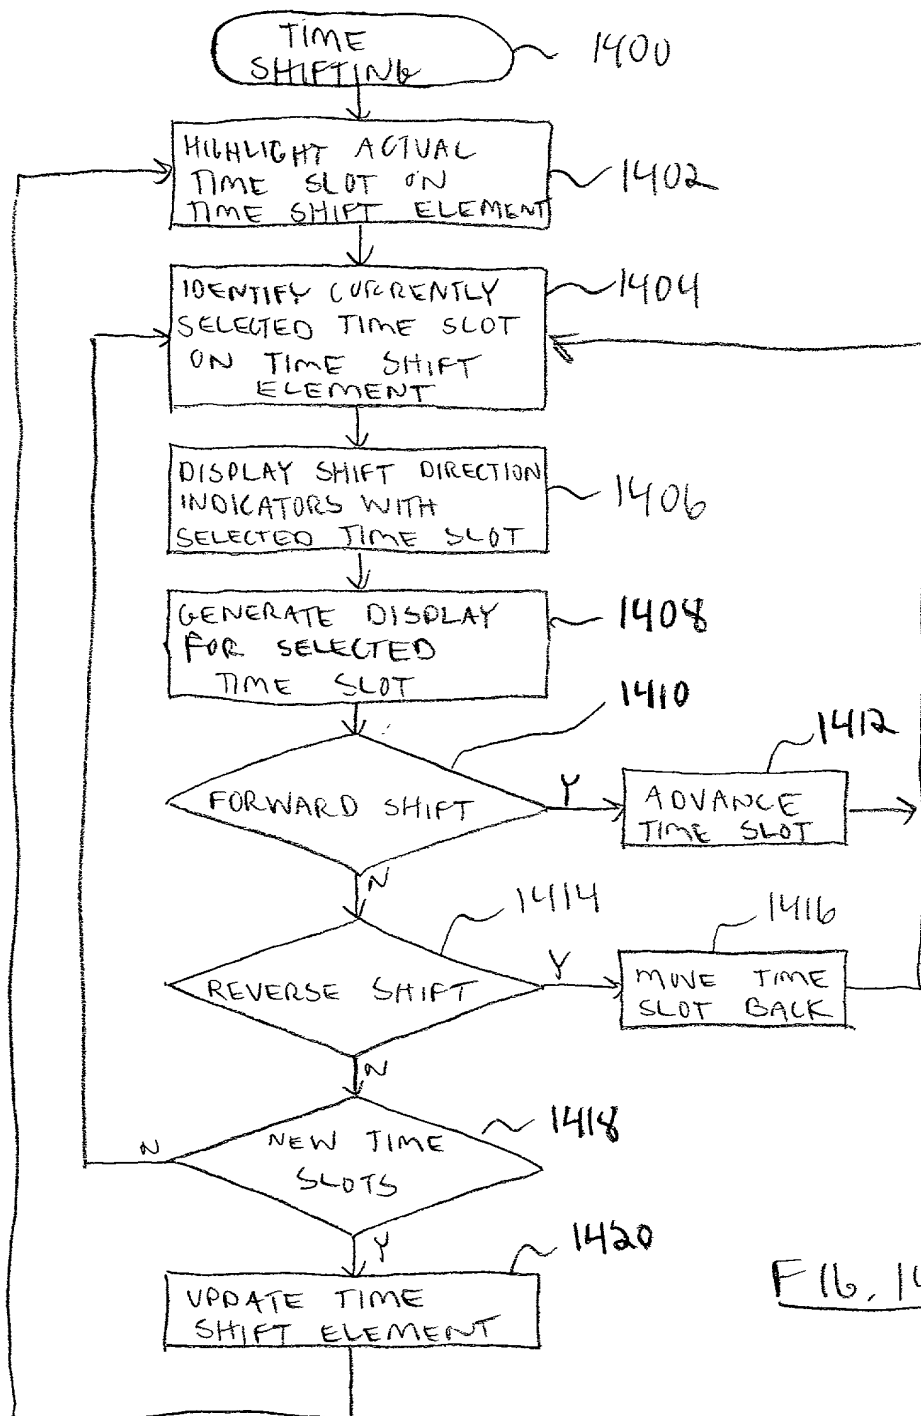 TIME
SHIFTING
1400
HIGHLIGHT ACTUAL
TIME SLOT ON
TIME SHIFT ELEMENT
1402
IDENTIFY CURRENTLY
SELECTED TIME SLOT
ON TIME SHIFT
ELEMENT
1404
DISPLAY SHIFT DIRECTION
INDICATORS WITH
SELECTED TIME SLOT
1406
GENERATE DISPLAY
FOR SELECTED
TIME SLOT
1408
1410
FORWARD SHIFT
Y
N
1412
ADVANCE
TIME SLOT
1414
REVERSE SHIFT
Y
N
1416
MOVE TIME
SLOT BACK
1418
NEW TIME
SLOTS
N
Y
1420
UPDATE TIME
SHIFT ELEMENT
FIG. 14